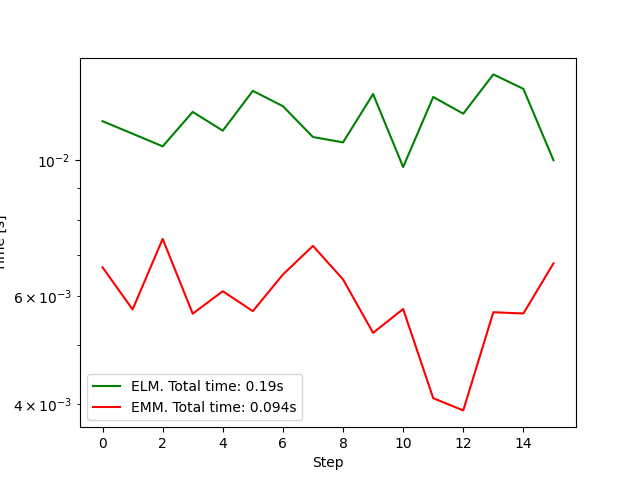 10⁻²
6 × 10⁻³
4 × 10⁻³
ELM. Total time: 0.19s
EMM. Total time: 0.094s
0 2 4 6 8 10 12 14
Step